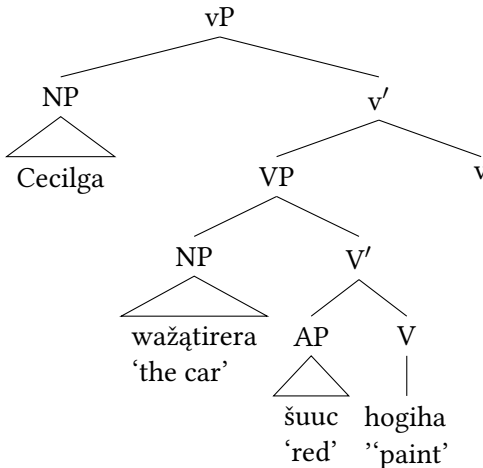 vP
NP v′
Cecilga VP v
NP V′
wažątirera AP V
‘the car’
šuuc hogiha
‘red’ ’‘paint’